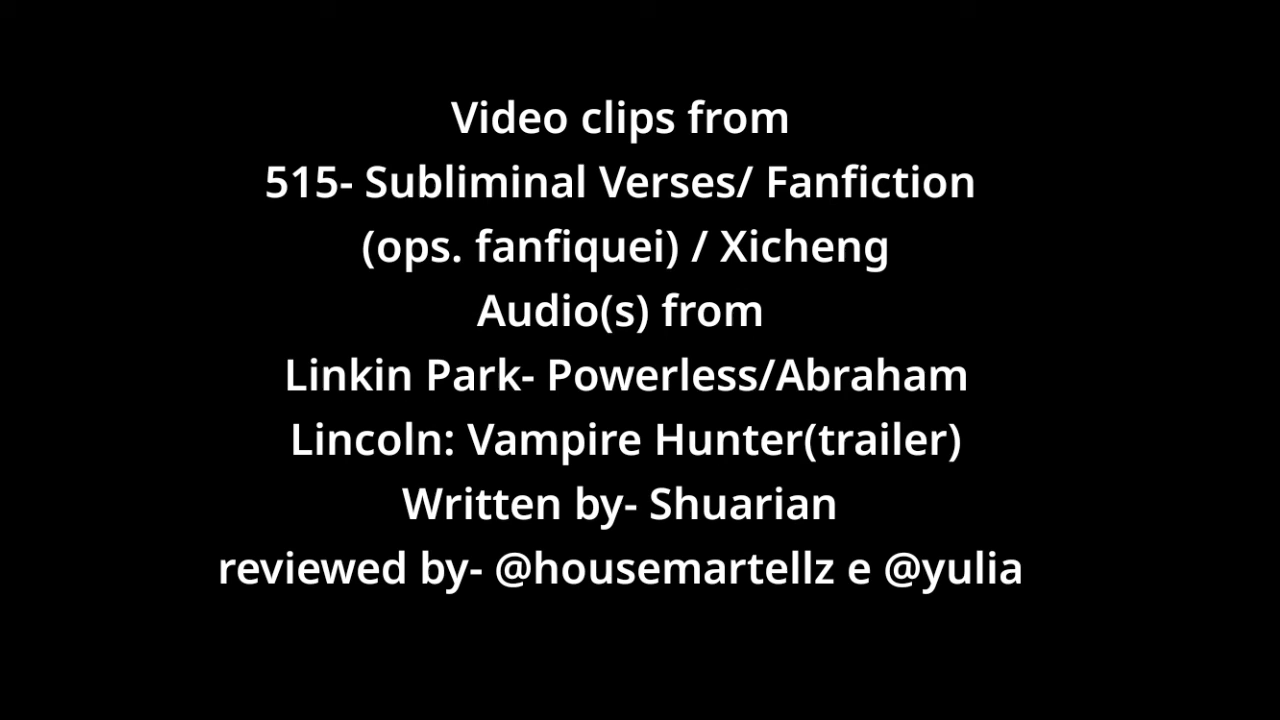 Video clips from
515- Subliminal Verses/ Fanfiction
(ops. fanfiquei) / Xicheng
Audio(s) from
Linkin Park- Powerless/Abraham
Lincoln: Vampire Hunter(trailer)
Written by- Shuarian
reviewed by- @housemartellz e @yulia